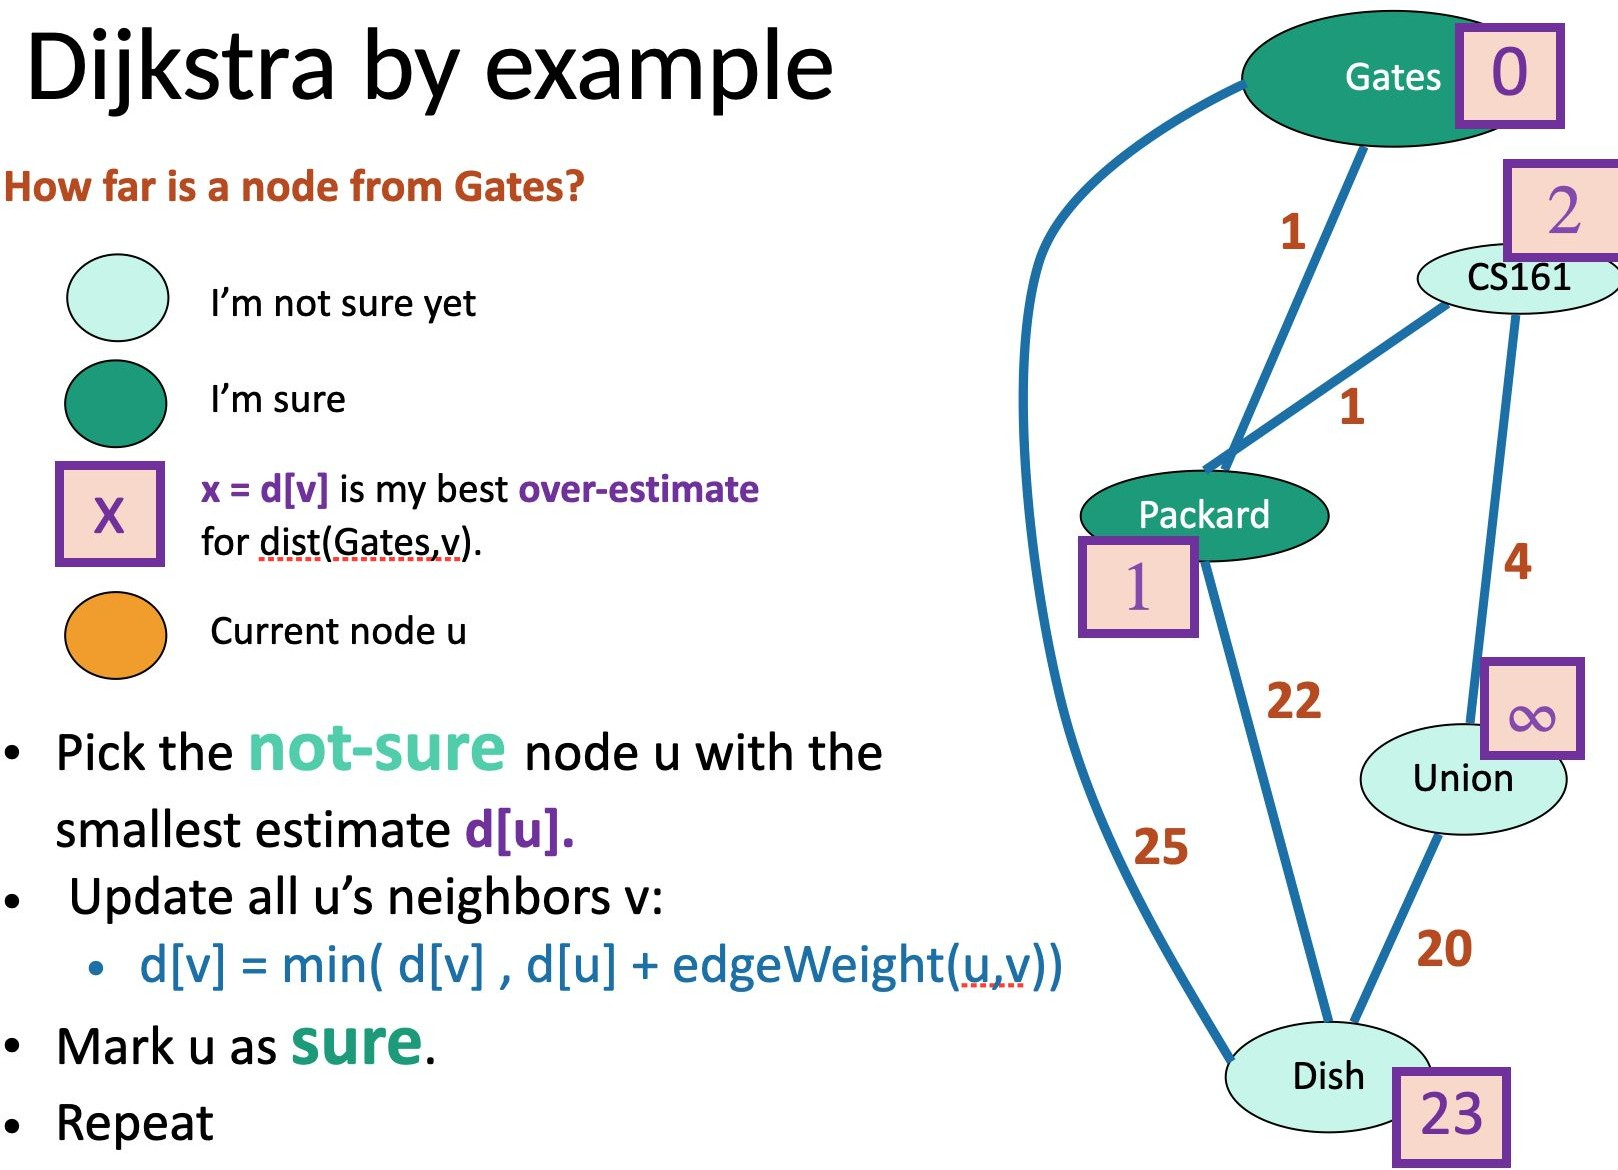 Dijkstra by example
How far is a node from Gates?
I’m not sure yet
I’m sure
x
x = d[v] is my best over-estimate
for dist(Gates,v).
Current node u
• Pick the not-sure node u with the
smallest estimate d[u].
• Update all u’s neighbors v:
• d[v] = min( d[v] , d[u] + edgeWeight(u,v))
• Mark u as sure.
• Repeat
Gates
0
2
CS161
1
1
Packard
1
4
22
∞
Union
25
20
Dish
23